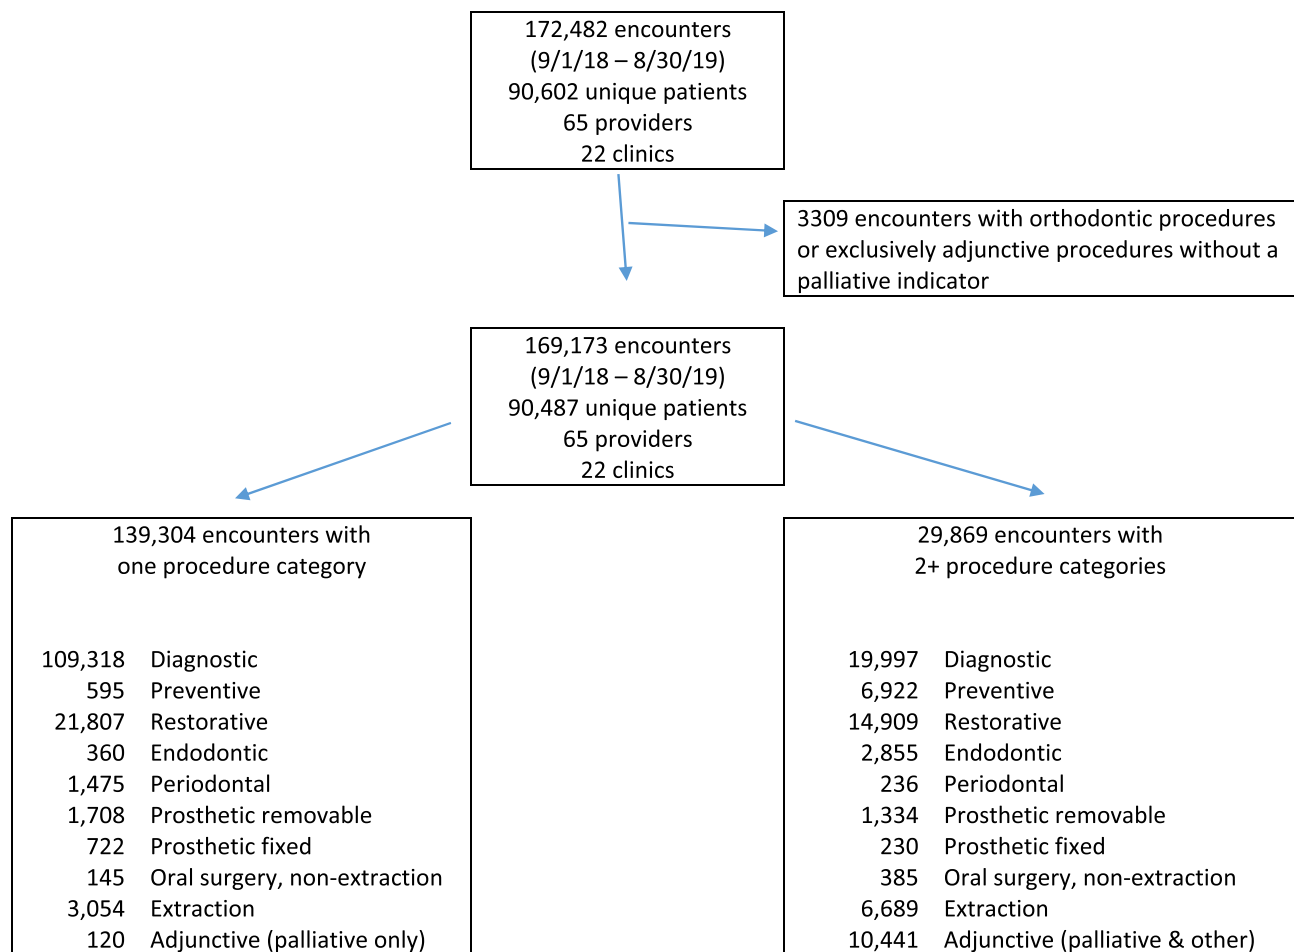 172,482 encounters
(9/1/18 – 8/30/19)
90,602 unique patients
65 providers
22 clinics
3309 encounters with orthodontic procedures
or exclusively adjunctive procedures without a
palliative indicator
169,173 encounters
(9/1/18 – 8/30/19)
90,487 unique patients
65 providers
22 clinics
139,304 encounters with
one procedure category
109,318 Diagnostic
595 Preventive
21,807 Restorative
360 Endodontic
1,475 Periodontal
1,708 Prosthetic removable
722 Prosthetic fixed
145 Oral surgery, non-extraction
3,054 Extraction
120 Adjunctive (palliative only)
29,869 encounters with
2+ procedure categories
19,997 Diagnostic
6,922 Preventive
14,909 Restorative
2,855 Endodontic
236 Periodontal
1,334 Prosthetic removable
230 Prosthetic fixed
385 Oral surgery, non-extraction
6,689 Extraction
10,441 Adjunctive (palliative & other)